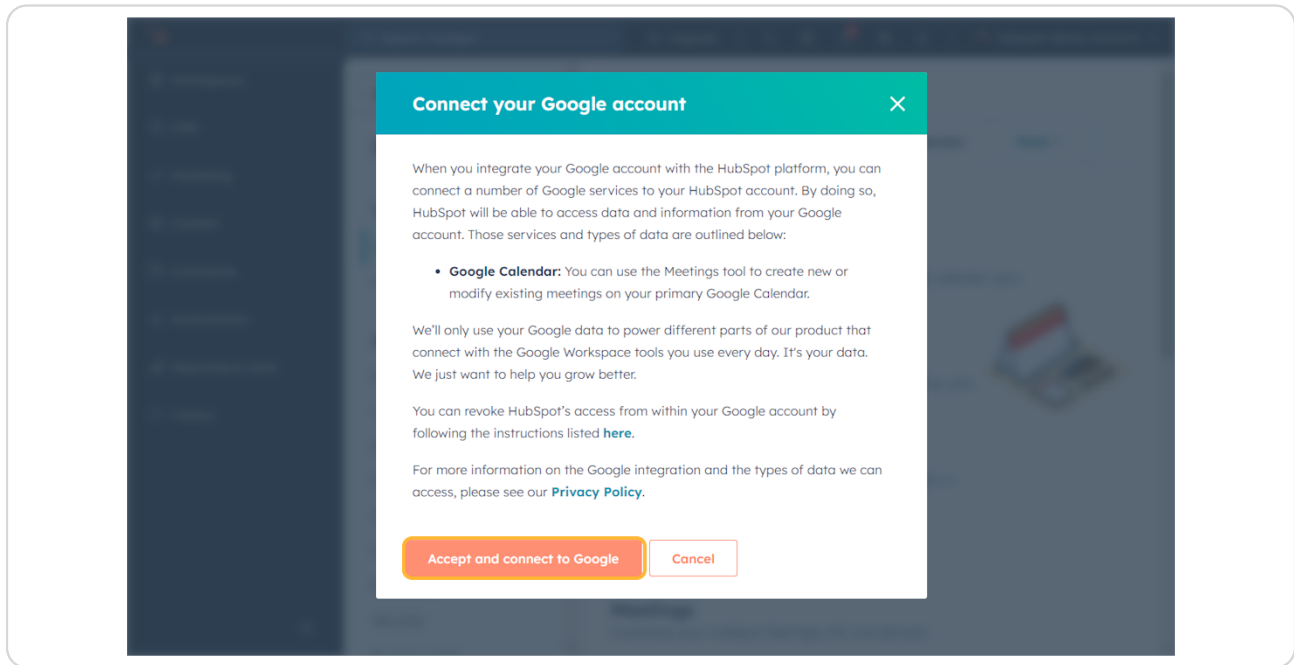 Connect your Google account
When you integrate your Google account with the HubSpot platform, you can
connect a number of Google services to your HubSpot account. By doing so,
HubSpot will be able to access data and information from your Google
account. Those services and types of data are outlined below:
• Google Calendar: You can use the Meetings tool to create new or
modify existing meetings on your primary Google Calendar.
We'll only use your Google data to power different parts of our product that
connect with the Google Workspace tools you use every day. It's your data.
We just want to help you grow better.
You can revoke HubSpot's access from within your Google account by
following the instructions listed here.
For more information on the Google integration and the types of data we can
access, please see our Privacy Policy.
Accept and connect to Google
Cancel
Meetings